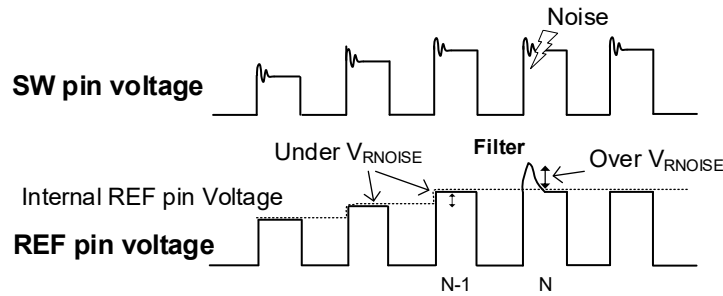 Noise
SW pin voltage
Filter
Under VRNOISE
Over VRNOISE
Internal REF pin Voltage
REF pin voltage
N-1
N